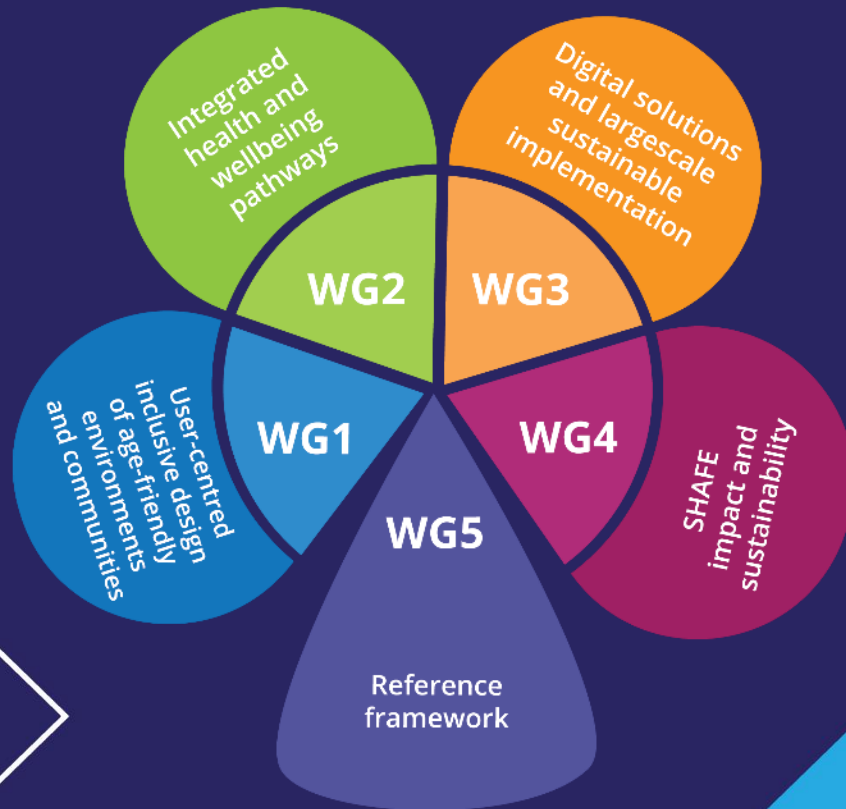 Integrated
health and
wellbeing
pathways
Digital solutions
and largescale
sustainable
implementation
WG2
WG3
User-centred
inclusive design
of age-friendly
environments
and communities
WG1
WG4
SHAFE
impact and
sustainability
WG5
Reference
framework